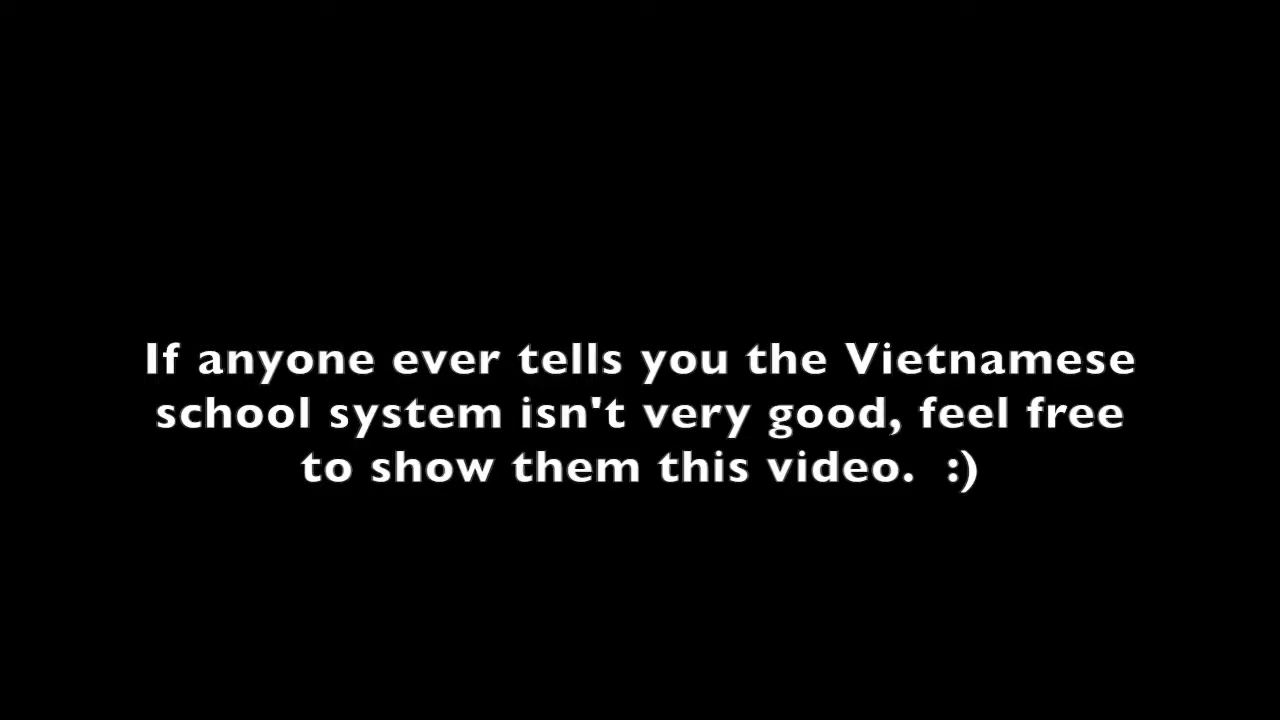 If anyone ever tells you the Vietnamese
school system isn't very good, feel free
to show them this video.  :)